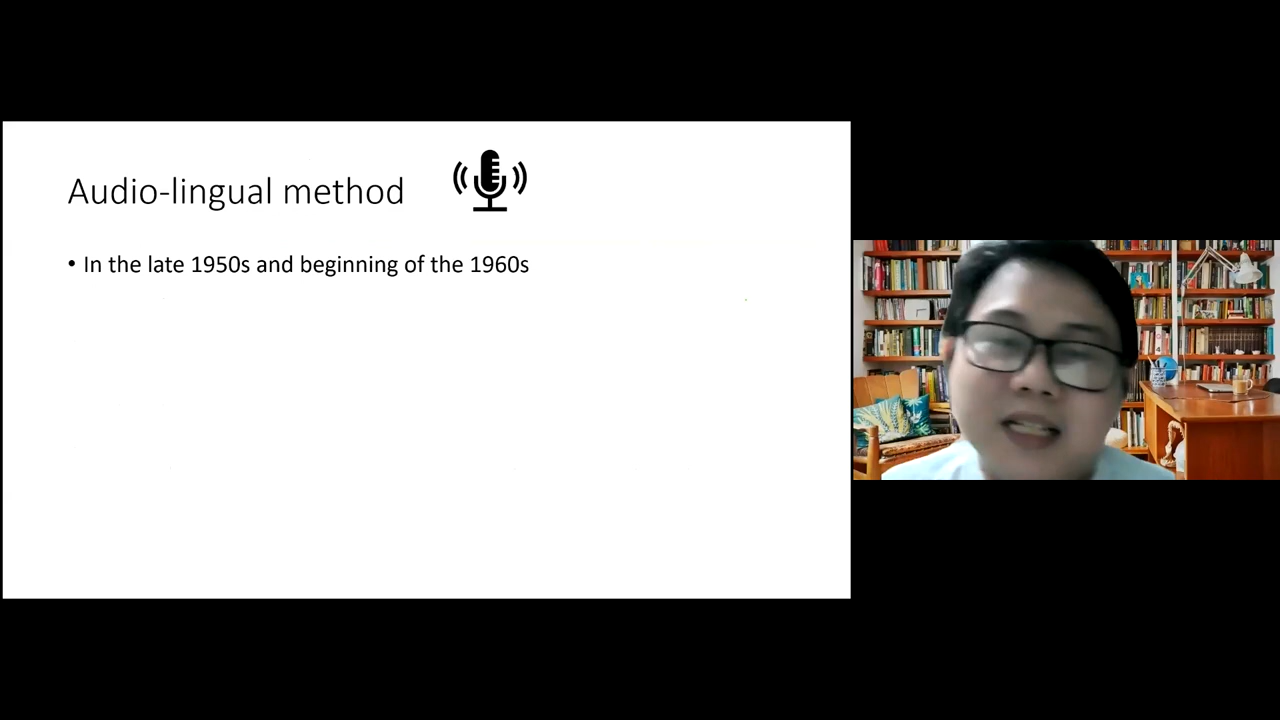 Audio-lingual method
• In the late 1950s and beginning of the 1960s